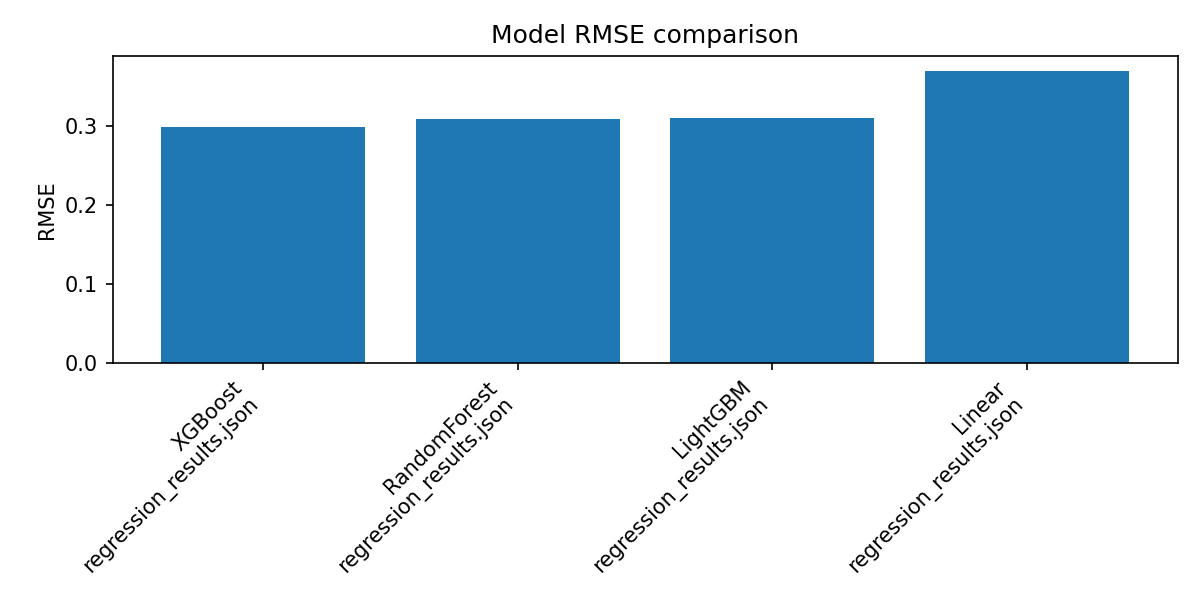 Model RMSE comparison
RMSE
0.3
0.2
0.1
0.0
XGBoost
regression_results.json
RandomForest
regression_results.json
LightGBM
regression_results.json
Linear
regression_results.json